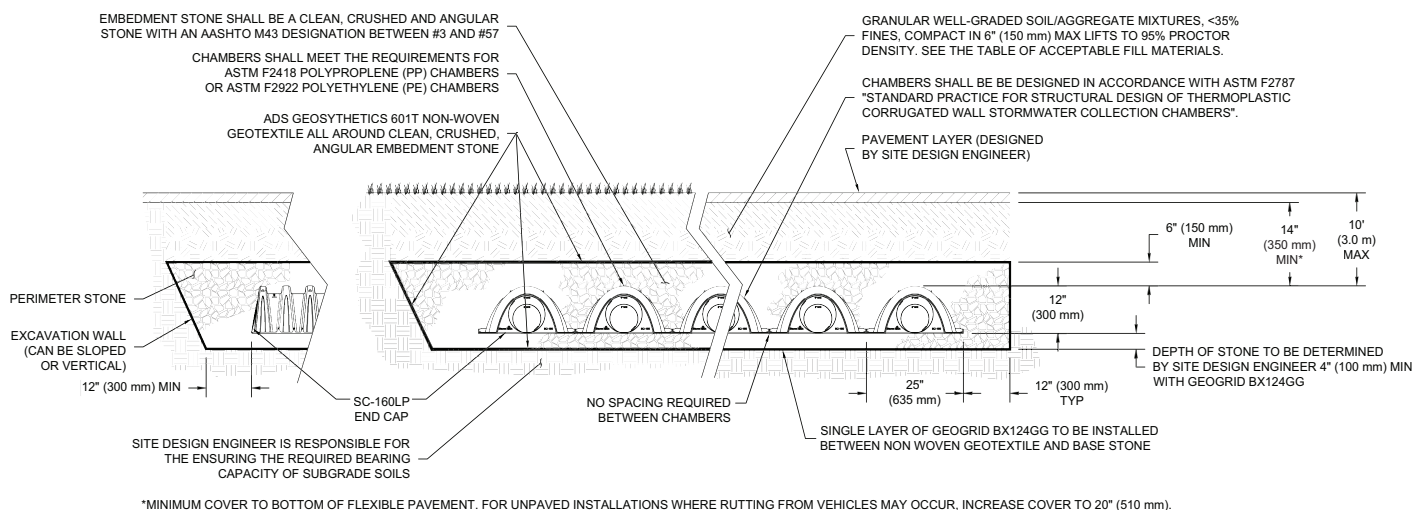 EMBEDMENT STONE SHALL BE A CLEAN, CRUSHED AND ANGULAR
STONE WITH AN AASHTO M43 DESIGNATION BETWEEN #3 AND #57
CHAMBERS SHALL MEET THE REQUIREMENTS FOR
ASTM F2418 POLYPROPLENE (PP) CHAMBERS
OR ASTM F2922 POLYETHYLENE (PE) CHAMBERS
ADS GEOSYTHETICS 601T NON-WOVEN
GEOTEXTILE ALL AROUND CLEAN, CRUSHED,
ANGULAR EMBEDMENT STONE
GRANULAR WELL-GRADED SOIL/AGGREGATE MIXTURES, <35%
FINES, COMPACT IN 6" (150 mm) MAX LIFTS TO 95% PROCTOR
DENSITY. SEE THE TABLE OF ACCEPTABLE FILL MATERIALS.
CHAMBERS SHALL BE BE DESIGNED IN ACCORDANCE WITH ASTM F2787
"STANDARD PRACTICE FOR STRUCTURAL DESIGN OF THERMOPLASTIC
CORRUGATED WALL STORMWATER COLLECTION CHAMBERS".
PAVEMENT LAYER (DESIGNED
BY SITE DESIGN ENGINEER)
6" (150 mm)
MIN
14"
(350 mm)
MIN*
10'
(3.0 m)
MAX
12"
(300 mm)
PERIMETER STONE
EXCAVATION WALL
(CAN BE SLOPED
OR VERTICAL)
12" (300 mm) MIN
SC-160LP
END CAP
SITE DESIGN ENGINEER IS RESPONSIBLE FOR
THE ENSURING THE REQUIRED BEARING
CAPACITY OF SUBGRADE SOILS
NO SPACING REQUIRED
BETWEEN CHAMBERS
25"
(635 mm)
12" (300 mm)
TYP
DEPTH OF STONE TO BE DETERMINED
BY SITE DESIGN ENGINEER 4" (100 mm) MIN
WITH GEOGRID BX124GG
SINGLE LAYER OF GEOGRID BX124GG TO BE INSTALLED
BETWEEN NON WOVEN GEOTEXTILE AND BASE STONE
*MINIMUM COVER TO BOTTOM OF FLEXIBLE PAVEMENT. FOR UNPAVED INSTALLATIONS WHERE RUTTING FROM VEHICLES MAY OCCUR, INCREASE COVER TO 20" (510 mm).